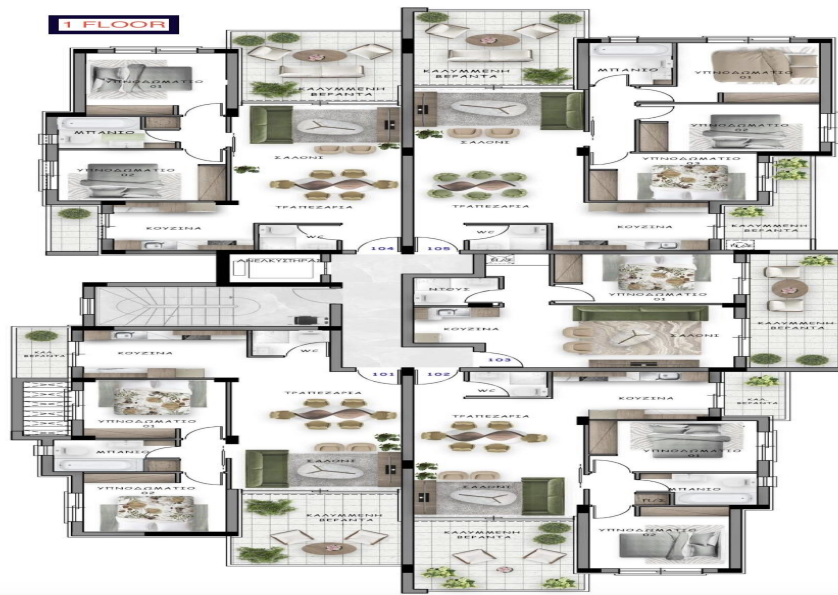 1 FLOOR
ΚΑΛΥΜΜΕΝΗ
ΒΕΡΑΝΤΑ
ΥΠΝΟΔΩΜΑΤΙΟ
01
ΚΑΛΥΜΜΕΝΗ
ΒΕΡΑΝΤΑ
ΜΠΑΝΙΟ
ΥΠΝΟΔΩΜΑΤΙΟ
01
ΜΠΑΝΙΟ
ΣΑΛΟΝΙ
ΣΑΛΟΝΙ
ΥΠΝΟΔΩΜΑΤΙΟ
02
ΥΠΝΟΔΩΜΑΤΙΟ
02
ΥΠΝΟΔΩΜΑΤΙΟ
03
ΤΡΑΠΕΖΑΡΙΑ
ΤΡΑΠΕΖΑΡΙΑ
ΚΟΥΖΙΝΑ
WC
WC
ΚΟΥΖΙΝΑ
ΚΑΛΥΜΜΕΝΗ
ΒΕΡΑΝΤΑ
104
105
ΑΝΕΛΚΥΣΤΗΡΑΣ
ΝΤΟΥΣ
ΥΠΝΟΔΩΜΑΤΙΟ
01
ΚΟΥΖΙΝΑ
ΣΑΛΟΝΙ
ΚΑΛΥΜΜΕΝΗ
ΒΕΡΑΝΤΑ
103
ΚΑΛ.
ΒΕΡΑΝΤΑ
ΚΟΥΖΙΝΑ
WC
101
102
WC
ΚΟΥΖΙΝΑ
ΚΑΛ.
ΒΕΡΑΝΤΑ
ΤΡΑΠΕΖΑΡΙΑ
ΤΡΑΠΕΖΑΡΙΑ
ΥΠΝΟΔΩΜΑΤΙΟ
01
ΜΠΑΝΙΟ
ΣΑΛΟΝΙ
ΣΑΛΟΝΙ
ΥΠΝΟΔΩΜΑΤΙΟ
01
ΜΠΑΝΙΟ
ΥΠΝΟΔΩΜΑΤΙΟ
02
ΚΑΛΥΜΜΕΝΗ
ΒΕΡΑΝΤΑ
ΚΑΛΥΜΜΕΝΗ
ΒΕΡΑΝΤΑ
ΥΠΝΟΔΩΜΑΤΙΟ
02